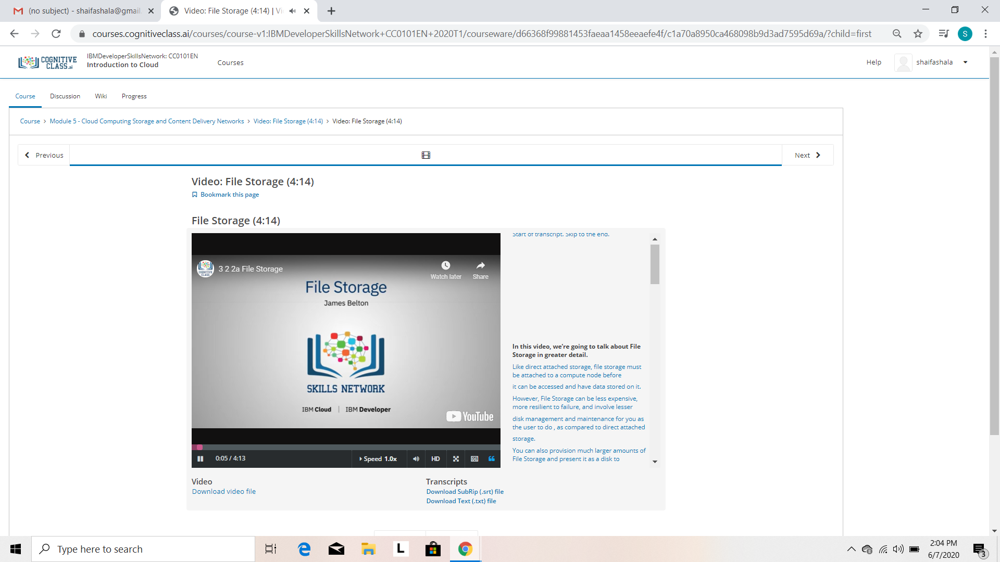 (no subject) - shaifashala@gmail
Video: File Storage (4:14) | Vi
courses.cognitiveclass.ai/courses/course-v1:IBMDeveloperSkillsNetwork+CC0101EN+2020T1/courseware/d66368f99881453faeaa1458eeaefe4f/c1a70a8950ca468098b9d3ad7595d69a/?child=first
S
COGNITIVE
CLASS.ai
IBMDeveloperSkillsNetwork: CC0101EN
Introduction to Cloud
Courses
Help
shaifashala
Course
Discussion
Wiki
Progress
Course > Module 5 - Cloud Computing Storage and Content Delivery Networks > Video: File Storage (4:14) > Video: File Storage (4:14)
Previous
Next
Video: File Storage (4:14)
Bookmark this page
File Storage (4:14)
COGNITIVE
CLASS
3 2 2a File Storage
Watch later
Share
File Storage
James Belton
SKILLS NETWORK
IBM Cloud | IBM Developer
YouTube
0:05 / 4:13
Speed 1.0x
HD
Start of transcript. Skip to the end.
In this video, we’re going to talk about File
Storage in greater detail.
Like direct attached storage, file storage must
be attached to a compute node before
it can be accessed and have data stored on it.
However, File Storage can be less expensive,
more resilient to failure, and involve lesser
disk management and maintenance for you as
the user to do , as compared to direct attached
storage.
You can also provision much larger amounts of
File Storage and present it as a disk to
Video
Download video file
Transcripts
Download SubRip (.srt) file
Download Text (.txt) file
Type here to search
L
2:04 PM
6/7/2020
3